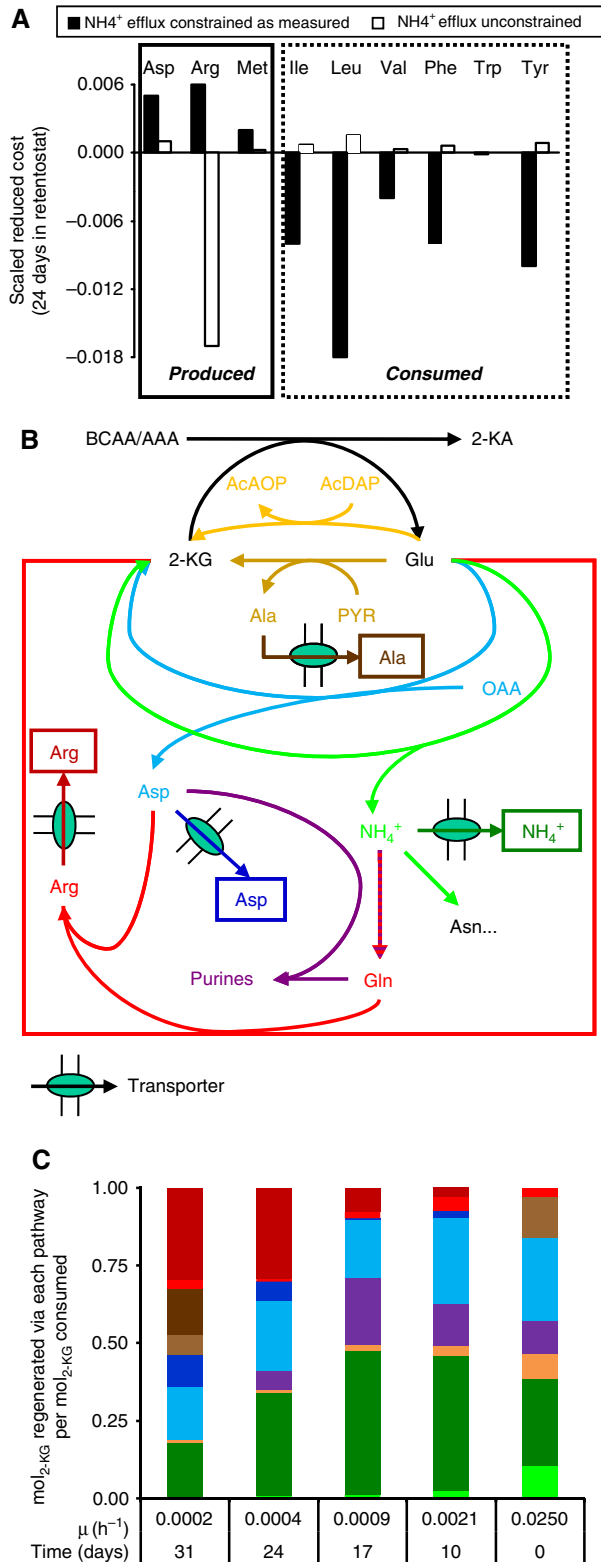 A
NH4⁺ efflux constrained as measured
NH4⁺ efflux unconstrained
Asp Arg Met Ile Leu Val Phe Trp Tyr
0.006
0.000
−0.006
−0.012
−0.018
Scaled reduced cost
(24 days in retentostat)
Produced
Consumed
B
BCAA/AAA
2-KA
AcAOP
AcDAP
2-KG
Glu
Ala
PYR
Ala
OAA
Arg
Asp
NH₄⁺
NH₄⁺
Arg
Asp
Asn...
Purines
Gln
Transporter
C
1.00
0.75
0.50
0.25
0.00
mol₂₋KG regenerated via each pathway
per mol₂₋KG consumed
μ (h⁻¹) 0.0002 0.0004 0.0009 0.0021 0.0250
Time (days) 31 24 17 10 0